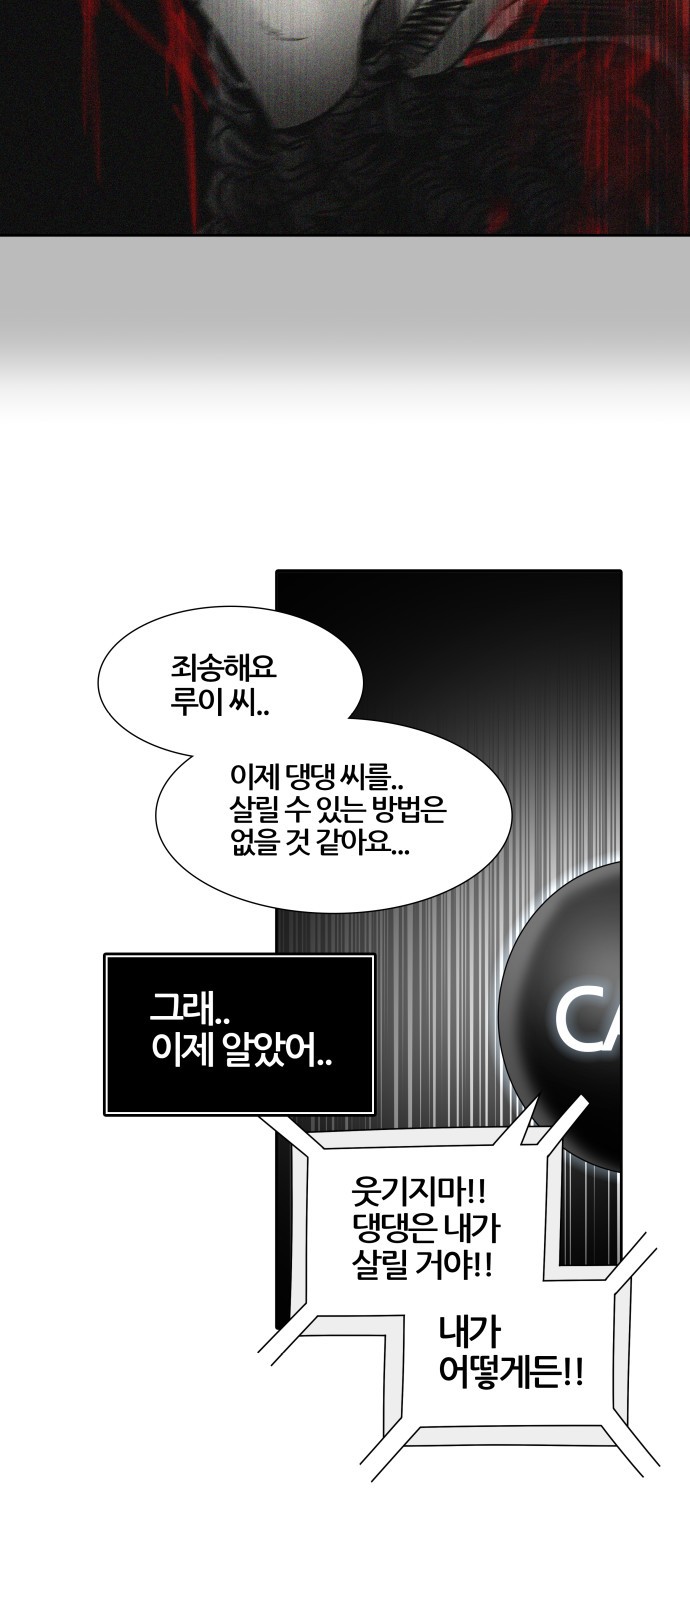 죄송해요
루이 씨..
이제 댕댕 씨를..
살릴 수 있는 방법은
없을 것 같아요...
그래..
이제 알았어..
CA
웃기지마!!
댕댕은 내가
살릴 거야!!
내가
어떻게든!!